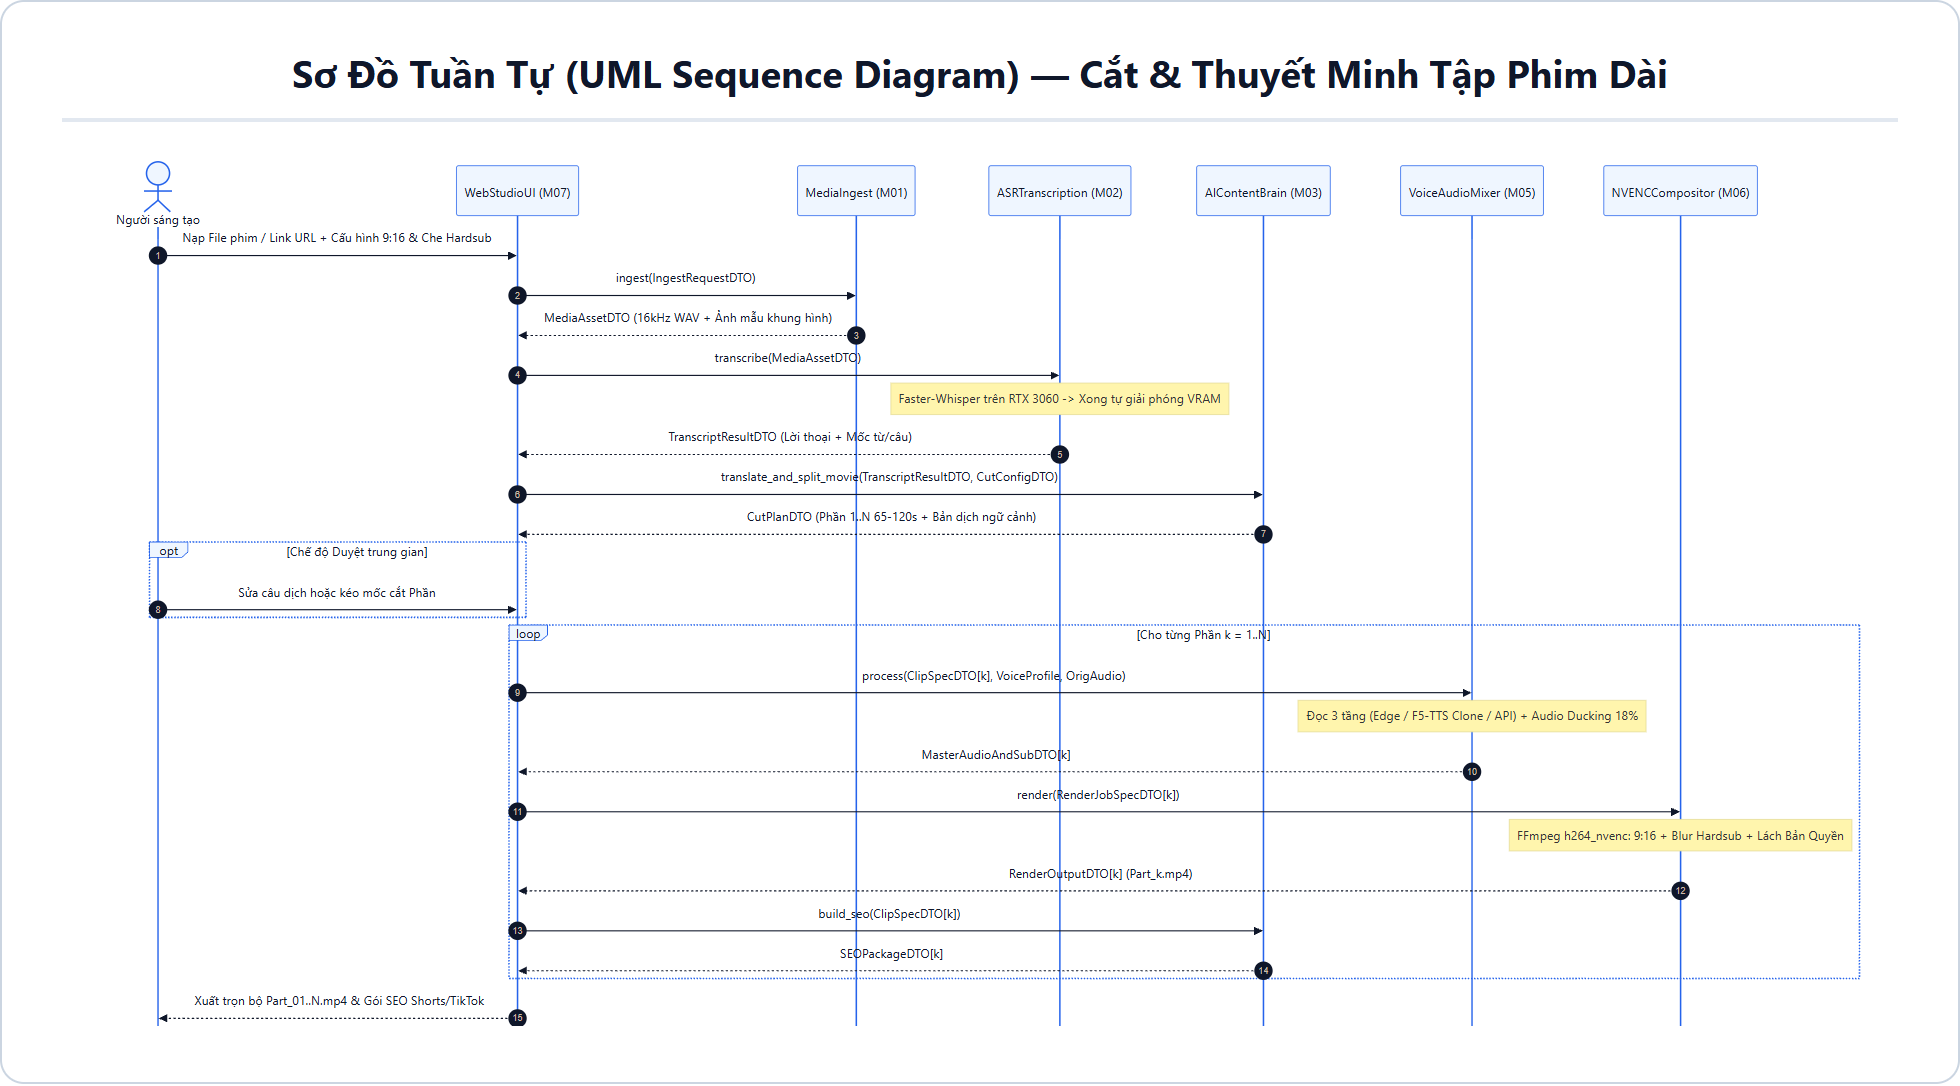 Sơ Đồ Tuần Tự (UML Sequence Diagram) — Cắt & Thuyết Minh Tập Phim Dài
Người sáng tạo
WebStudioUI (M07)
MediaIngest (M01)
ASRTranscription (M02)
AIContentBrain (M03)
VoiceAudioMixer (M05)
NVENCCompositor (M06)
Nạp File phim / Link URL + Cấu hình 9:16 & Che Hardsub
1
ingest(IngestRequestDTO)
2
MediaAssetDTO (16kHz WAV + Ảnh mẫu khung hình)
3
transcribe(MediaAssetDTO)
4
Faster-Whisper trên RTX 3060 -> Xong tự giải phóng VRAM
TranscriptResultDTO (Lời thoại + Mốc từ/câu)
5
translate_and_split_movie(TranscriptResultDTO, CutConfigDTO)
6
CutPlanDTO (Phần 1..N 65-120s + Bản dịch ngữ cảnh)
7
opt
[Chế độ Duyệt trung gian]
Sửa câu dịch hoặc kéo mốc cắt Phần
8
loop
[Cho từng Phần k = 1..N]
process(ClipSpecDTO[k], VoiceProfile, OrigAudio)
9
Đọc 3 tầng (Edge / F5-TTS Clone / API) + Audio Ducking 18%
MasterAudioAndSubDTO[k]
10
render(RenderJobSpecDTO[k])
11
FFmpeg h264_nvenc: 9:16 + Blur Hardsub + Lách Bản Quyền
RenderOutputDTO[k] (Part_k.mp4)
12
build_seo(ClipSpecDTO[k])
13
SEOPackageDTO[k]
14
Xuất trọn bộ Part_01..N.mp4 & Gói SEO Shorts/TikTok
15